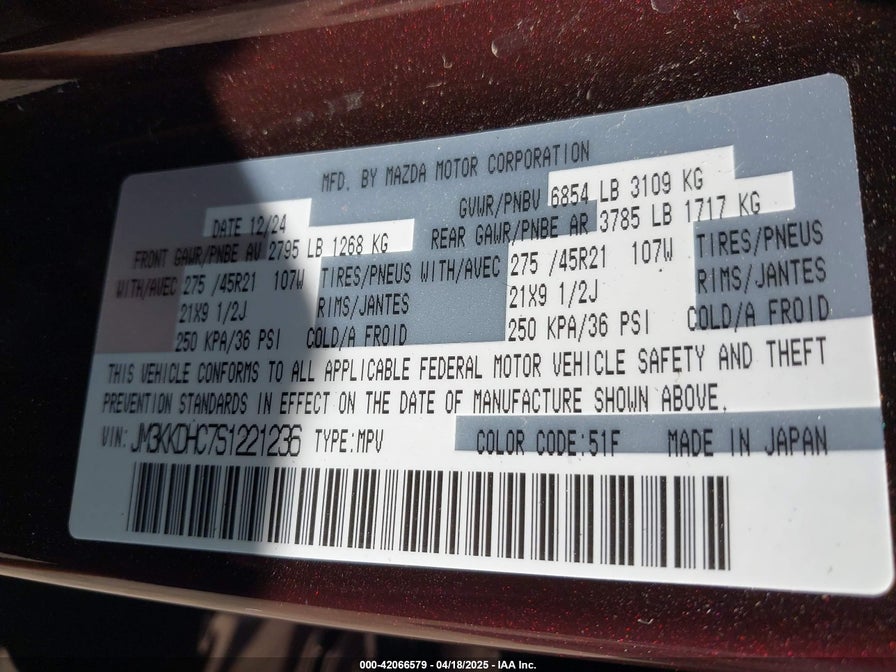 MFD. BY MAZDA MOTOR CORPORATION
DATE 12/24 GVWR/PNBV 6854 LB 3109 KG
FRONT GAWR/PNBE AV 2795 LB 1268 KG REAR GAWR/PNBE AR 3785 LB 1717 KG
WITH/AVEC 275 /45R21 107W TIRES/PNEUS WITH/AVEC 275 /45R21 107W TIRES/PNEUS
21X9 1/2J RIMS/JANTES 21X9 1/2J RIMS/JANTES
250 KPA/36 PSI COLD/A FROID 250 KPA/36 PSI COLD/A FROID
THIS VEHICLE CONFORMS TO ALL APPLICABLE FEDERAL MOTOR VEHICLE SAFETY AND THEFT
PREVENTION STANDARDS IN EFFECT ON THE DATE OF MANUFACTURE SHOWN ABOVE.
VIN: JM3KKDHC7S1221236 TYPE:MPV COLOR CODE:51F MADE IN JAPAN
000-42066579 - 04/18/2025 - IAA Inc.